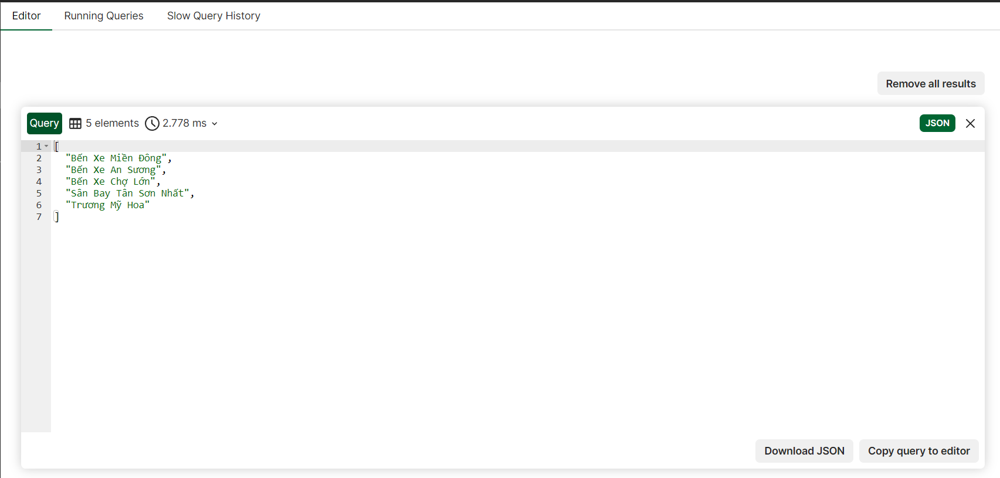 Editor Running Queries Slow Query History
Remove all results
Query 5 elements 2.778 ms JSON
1 [
2 "Bến Xe Miền Đông",
3 "Bến Xe An Sương",
4 "Bến Xe Chợ Lớn",
5 "Sân Bay Tân Sơn Nhất",
6 "Trương Mỹ Hoa"
7 ]
Download JSON Copy query to editor